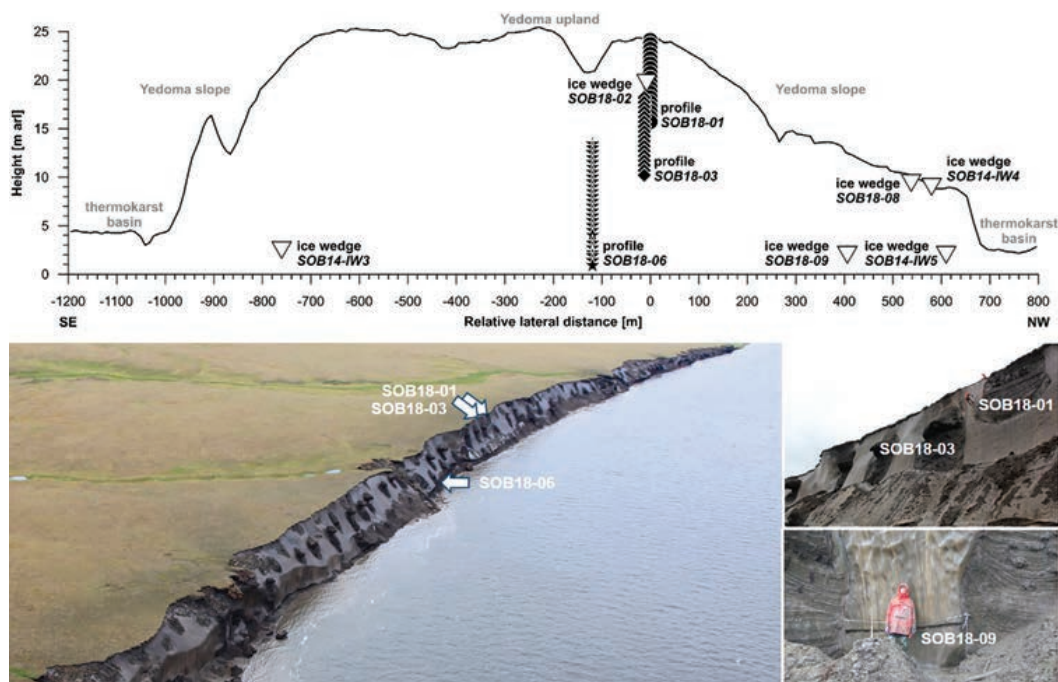 Yedoma upland
25
20
15
10
5
0
Height [m arl]
Yedoma slope
ice wedge
SOB18-02
profile
SOB18-01
Yedoma slope
profile
SOB18-03
ice wedge
SOB18-08
ice wedge
SOB14-IW4
thermokarst
basin
ice wedge
SOB14-IW3
profile
SOB18-06
ice wedge
SOB18-09
ice wedge
SOB14-IW5
thermokarst
basin
-1200 -1100 -1000 -900 -800 -700 -600 -500 -400 -300 -200 -100 0 100 200 300 400 500 600 700 800
SE
Relative lateral distance [m]
NW
SOB18-01
SOB18-03
SOB18-06
SOB18-01
SOB18-03
SOB18-09